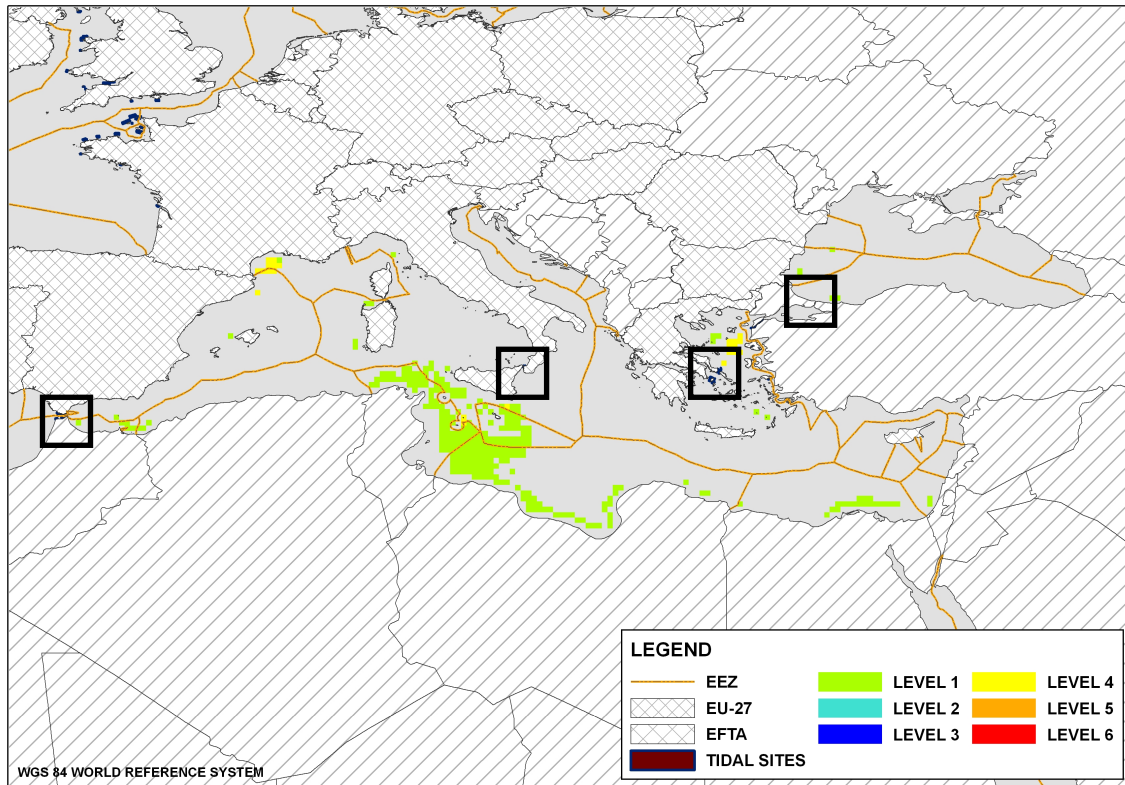 LEGEND
EEZ
EU-27
EFTA
TIDAL SITES
LEVEL 1
LEVEL 2
LEVEL 3
LEVEL 4
LEVEL 5
LEVEL 6
WGS 84 WORLD REFERENCE SYSTEM